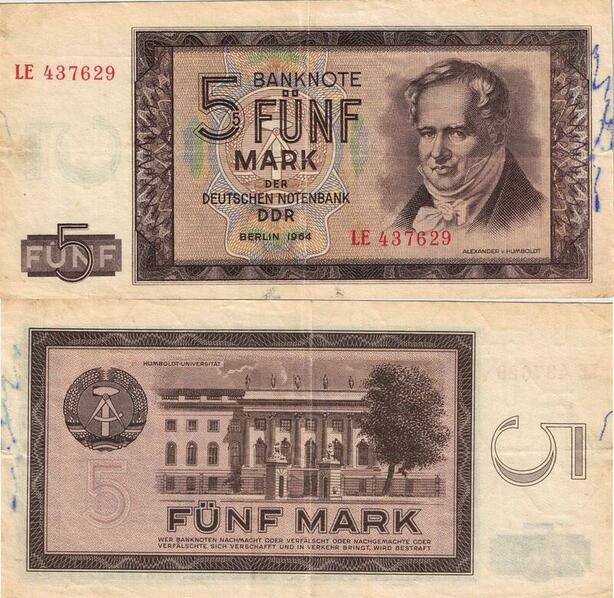 LE 437629
5
5
BANKNOTE
FÜNF
MARK
DER
DEUTSCHEN NOTENBANK
DDR
BERLIN 1964
LE 437629
ALEXANDER v. HUMBOLDT
FÜNF
5
HUMBOLDT-UNIVERSITÄT
5
5
FÜNF MARK
WER BANKNOTEN NACHMACHT ODER VERFÄLSCHT ODER NACHGEMACHTE ODER
VERFÄLSCHTE SICH VERSCHAFFT UND IN VERKEHR BRINGT, WIRD BESTRAFT